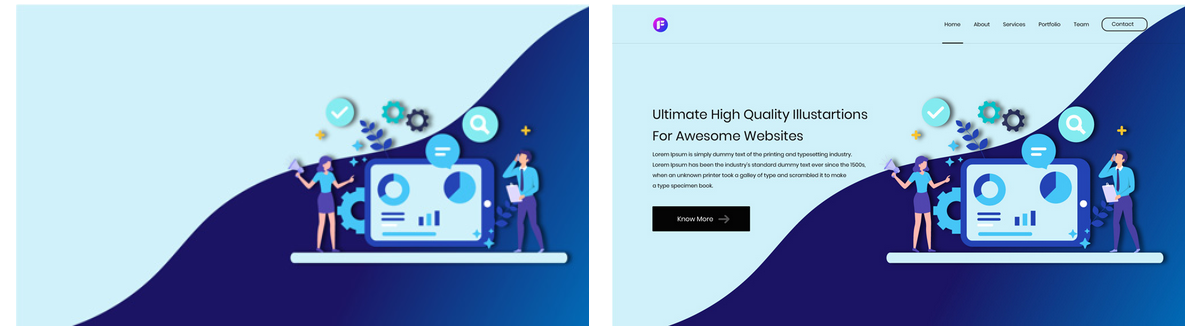 F
Home About Services Portfolio Team Contact
Ultimate High Quality Illustartions
For Awesome Websites
Lorem Ipsum is simply dummy text of the printing and typesetting industry.
Lorem Ipsum has been the industry's standard dummy text ever since the 1500s,
when an unknown printer took a galley of type and scrambled it to make
a type specimen book.
Know More